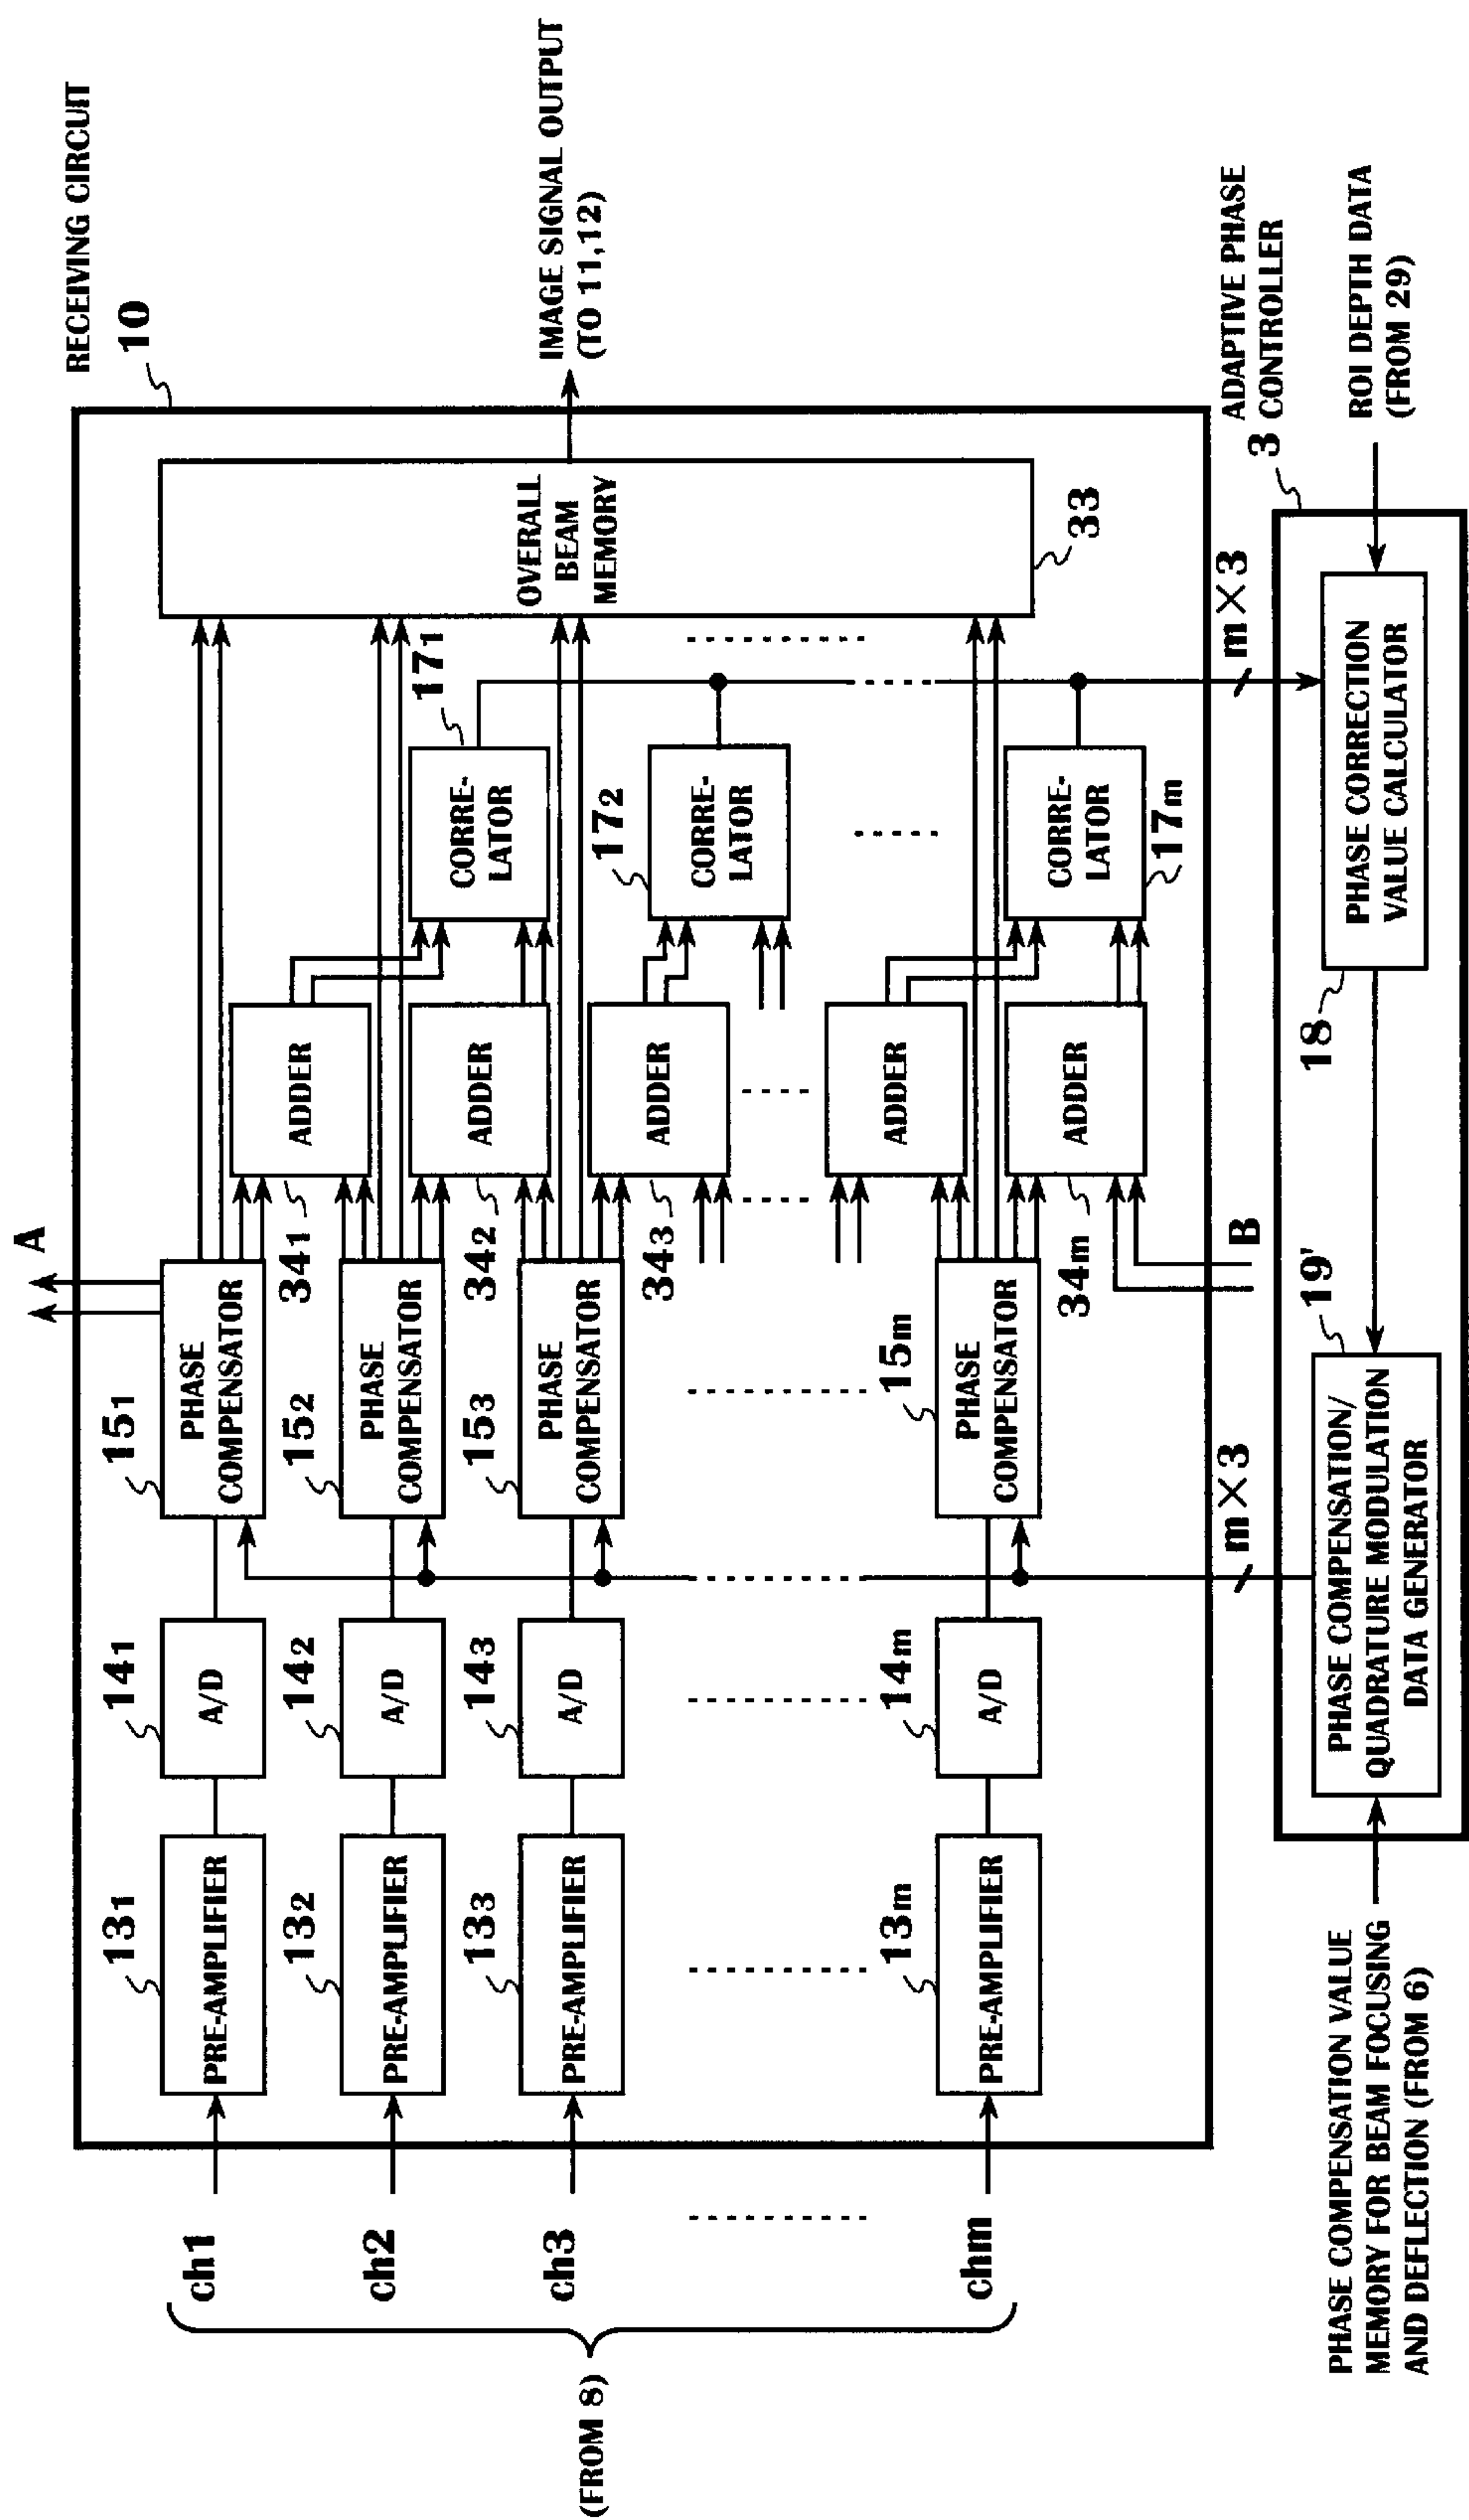 RECEIVING CIRCUIT
10
A
(FROM 8)
ch1
131
PRE-AMPLIFIER
141
A/D
151
PHASE
COMPENSATOR
341
ADDER
OVERALL
BEAM
MEMORY
33
IMAGE SIGNAL OUTPUT
(TO 11,12)
ch2
132
PRE-AMPLIFIER
142
A/D
152
PHASE
COMPENSATOR
342
ADDER
171
CORRE-
LATOR
ch3
133
PRE-AMPLIFIER
143
A/D
153
PHASE
COMPENSATOR
343
ADDER
172
CORRE-
LATOR
ADDER
chm
13m
PRE-AMPLIFIER
14m
A/D
15m
PHASE
COMPENSATOR
34m
ADDER
17m
CORRE-
LATOR
B
m×3
m×3
ADAPTIVE PHASE
CONTROLLER
3
PHASE COMPENSATION VALUE
MEMORY FOR BEAM FOCUSING
AND DEFLECTION (FROM 6)
19'
PHASE COMPENSATION/
QUADRATURE MODULATION
DATA GENERATOR
18
PHASE CORRECTION
VALUE CALCULATOR
ROI DEPTH DATA
(FROM 29)